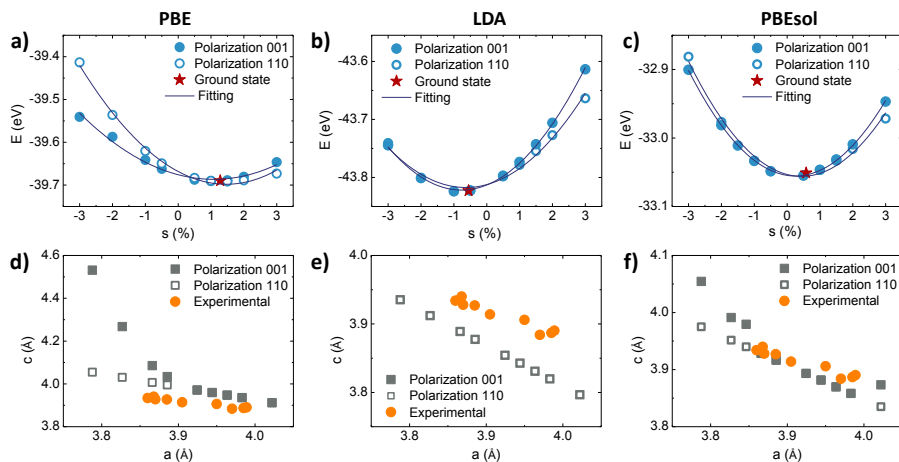 PBE
LDA
PBEsol
a)
Polarization 001
Polarization 110
Ground state
Fitting
-39.4
-39.5
-39.6
-39.7
E (eV)
-3 -2 -1 0 1 2 3
s (%)
b)
Polarization 001
Polarization 110
Ground state
Fitting
-43.6
-43.7
-43.8
E (eV)
-3 -2 -1 0 1 2 3
s (%)
c)
Polarization 001
Polarization 110
Ground state
Fitting
-32.9
-33.0
-33.1
E (eV)
-3 -2 -1 0 1 2 3
s (%)
d)
Polarization 001
Polarization 110
Experimental
4.6
4.4
4.2
4.0
3.8
c (Å)
3.8 3.9 4.0
a (Å)
e)
Polarization 001
Polarization 110
Experimental
4.0
3.9
3.8
c (Å)
3.8 3.9 4.0
a (Å)
f)
Polarization 001
Polarization 110
Experimental
4.1
4.0
3.9
3.8
c (Å)
3.8 3.9 4.0
a (Å)